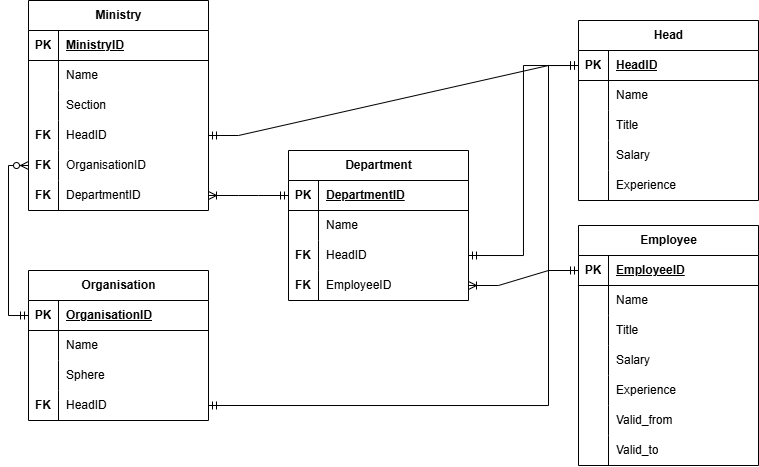 Ministry
PK MinistryID
Name
Section
FK HeadID
FK OrganisationID
FK DepartmentID
Department
PK DepartmentID
Name
FK HeadID
FK EmployeeID
Organisation
PK OrganisationID
Name
Sphere
FK HeadID
Head
PK HeadID
Name
Title
Salary
Experience
Employee
PK EmployeeID
Name
Title
Salary
Experience
Valid_from
Valid_to